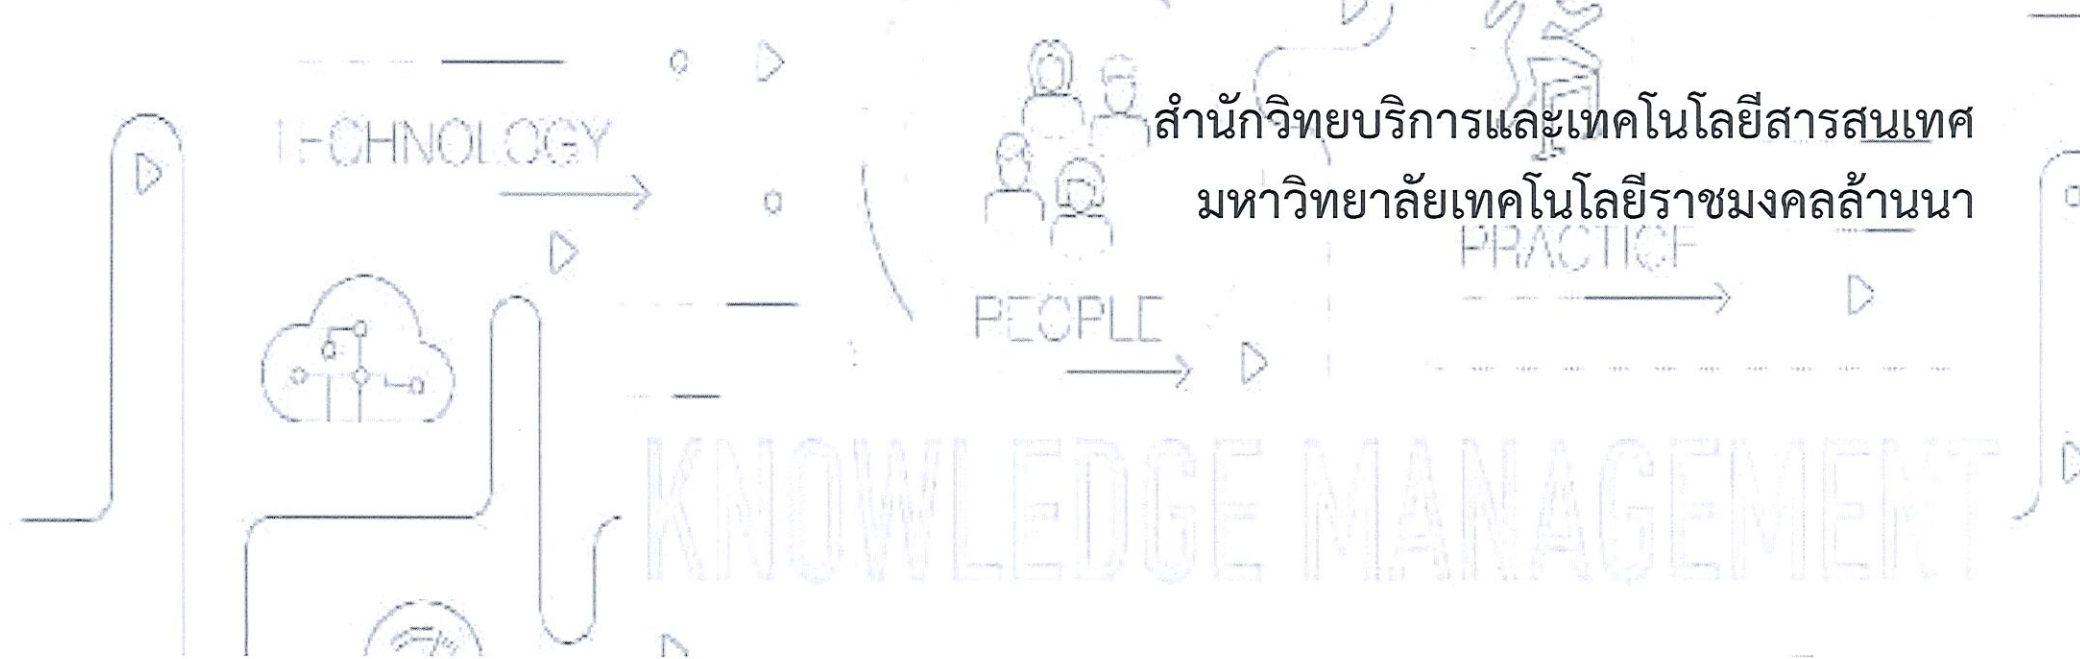 TECHNOLOGY
สำนักวิทยบริการและเทคโนโลยีสารสนเทศ
มหาวิทยาลัยเทคโนโลยีราชมงคลล้านนา
PRACTICE
PEOPLE
KNOWLEDGE MANAGEMENT